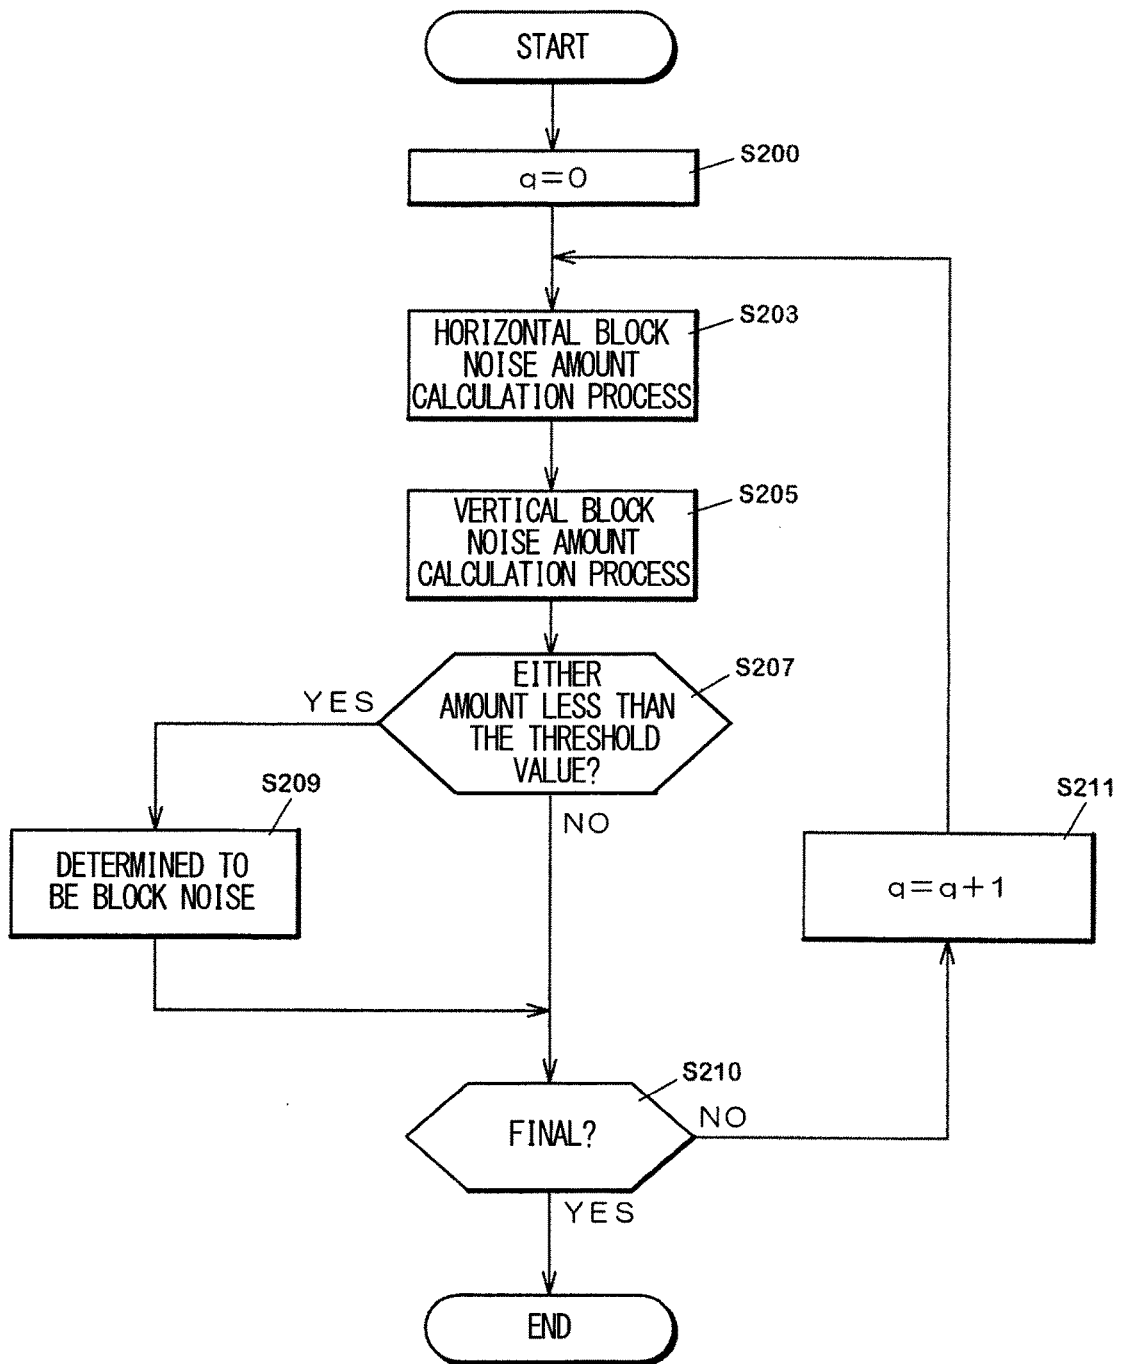 START
S200
q=0
S203
HORIZONTAL BLOCK
NOISE AMOUNT
CALCULATION PROCESS
S205
VERTICAL BLOCK
NOISE AMOUNT
CALCULATION PROCESS
S207
EITHER
AMOUNT LESS THAN
THE THRESHOLD
VALUE?
YES
NO
S209
DETERMINED TO
BE BLOCK NOISE
S211
q=q+1
S210
FINAL?
NO
YES
END